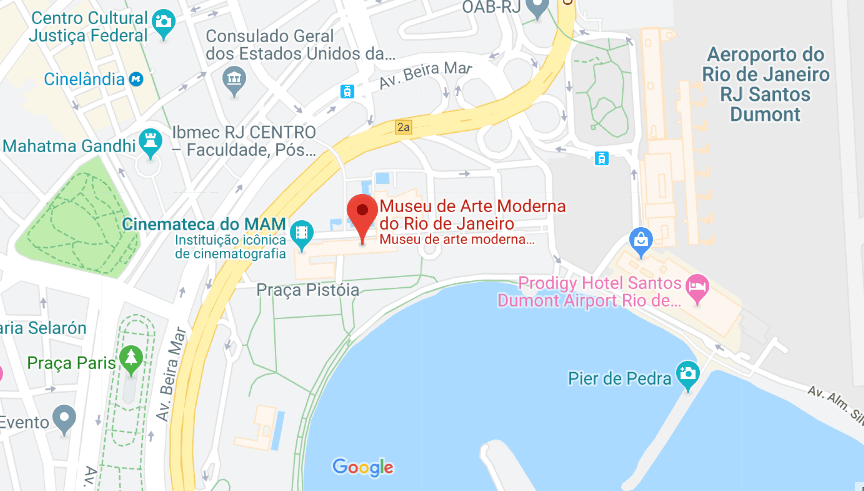 OAB-RJ
Centro Cultural
Justiça Federal
Consulado Geral
dos Estados Unidos da...
Cinelândia
Av. Beira Mar
Aeroporto do
Rio de Janeiro
RJ Santos
Dumont
2a
Ibmec RJ CENTRO
– Faculdade, Pós...
Mahatma Gandhi
Museu de Arte Moderna
do Rio de Janeiro
Museu de arte moderna...
Cinemateca do MAM
Instituição icônica
de cinematografia
Praça Pistóia
Prodigy Hotel Santos
Dumont Airport Rio de...
aria Selarón
Praça Paris
Av. Beira Mar
Pier de Pedra
Av. Alm. Silv
Evento
Av.
Google